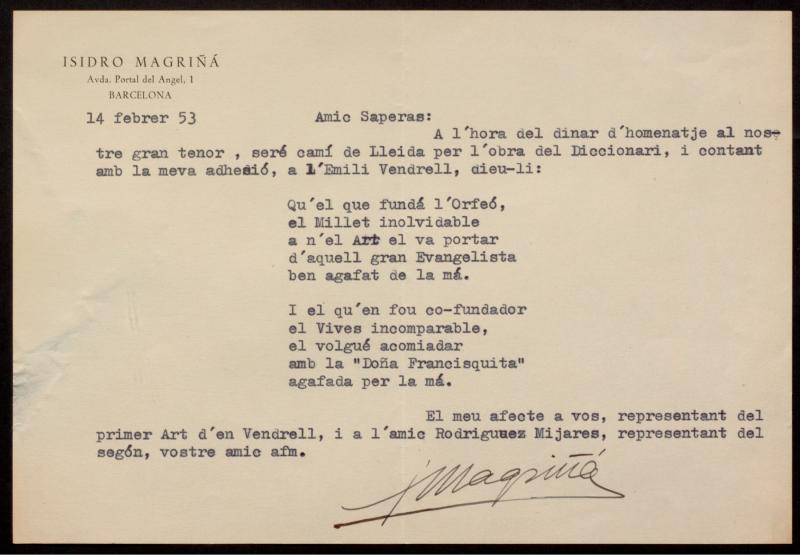 ISIDRO MAGRIÑÁ
Avda. Portal del Angel, 1
BARCELONA
14 febrer 53
Amic Saperas:
A l'hora del dinar d'homenatje al nos-
tre gran tenor , seré camí de Lleida per l'obra del Diccionari, i contant
amb la meva adhesió, a l'Emili Vendrell, dieu-li:
Qu'el que fundá l'Orfeó,
el Millet inolvidable
a n'el Art el va portar
d'aquell gran Evangelista
ben agafat de la má.
I el qu'en fou co-fundador
el Vives incomparable,
el volgué acomiadar
amb la "Doña Francisquita"
agafada per la má.
El meu afecte a vos, representant del
primer Art d'en Vendrell, i a l'amic Rodriguuez Mijares, representant del
segón, vostre amic afm.
I Magriñá